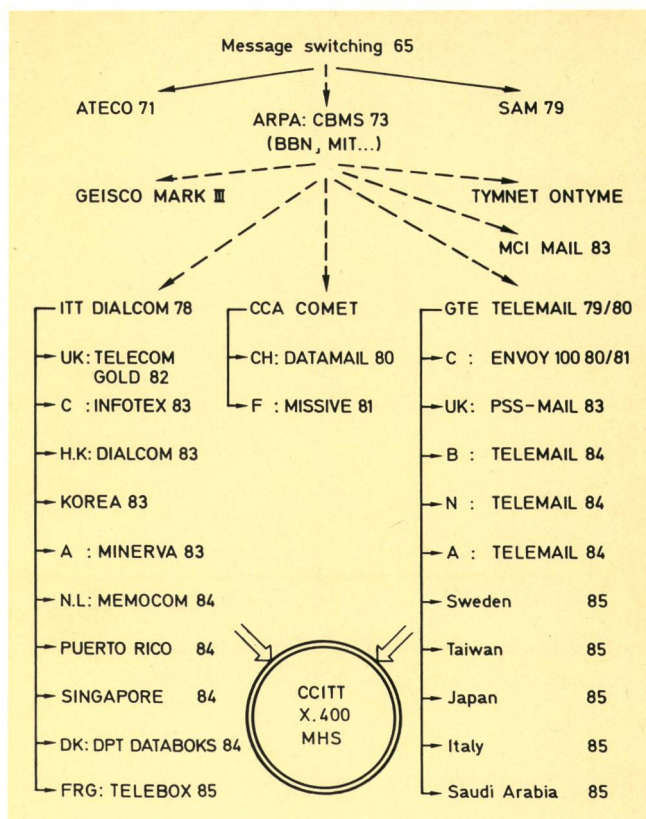 Message switching 65
ATECO 71
SAM 79
ARPA: CBMS 73
(BBN, MIT...)
GEISCO MARK III
TYMNET ONTYME
MCI MAIL 83
ITT DIALCOM 78
UK: TELECOM
GOLD 82
C : INFOTEX 83
H.K: DIALCOM 83
KOREA 83
A : MINERVA 83
N.L: MEMOCOM 84
PUERTO RICO 84
SINGAPORE 84
DK: DPT DATABOKS 84
FRG: TELEBOX 85
CCA COMET
CH: DATAMAIL 80
F : MISSIVE 81
GTE TELEMAIL 79/80
C : ENVOY 100 80/81
UK: PSS-MAIL 83
B : TELEMAIL 84
N : TELEMAIL 84
A : TELEMAIL 84
Sweden 85
Taiwan 85
Japan 85
Italy 85
Saudi Arabia 85
CCITT
X.400
MHS